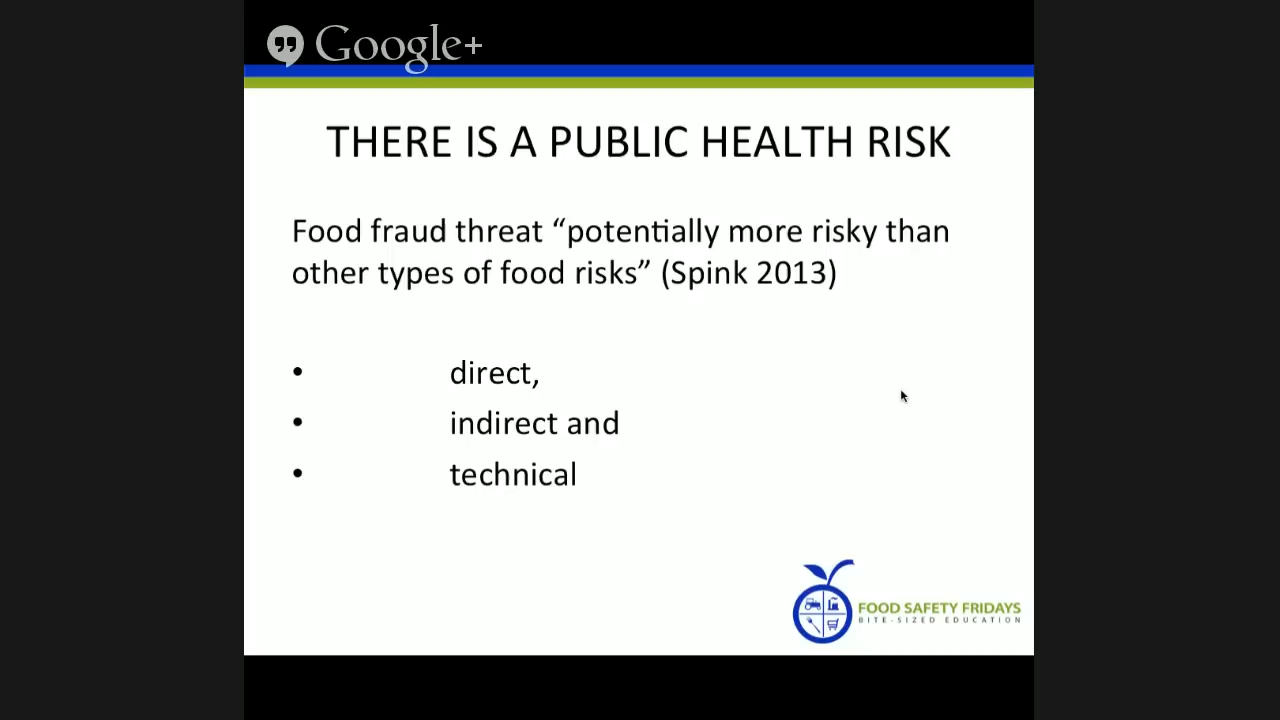 Google+
THERE IS A PUBLIC HEALTH RISK
Food fraud threat “potentially more risky than
other types of food risks” (Spink 2013)
• direct,
• indirect and
• technical
FOOD SAFETY FRIDAYS
BITE-SIZED EDUCATION